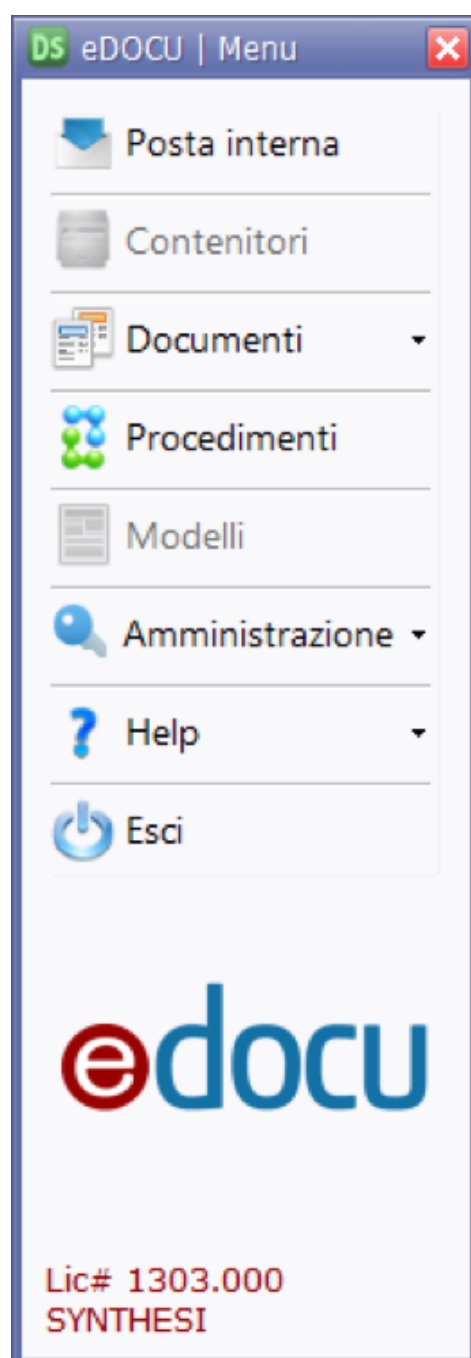 DS eDOCU | Menu
Posta interna
Contenitori
Documenti
Procedimenti
Modelli
Amministrazione
Help
Esci
edocu
Lic# 1303.000
SYNTHESI